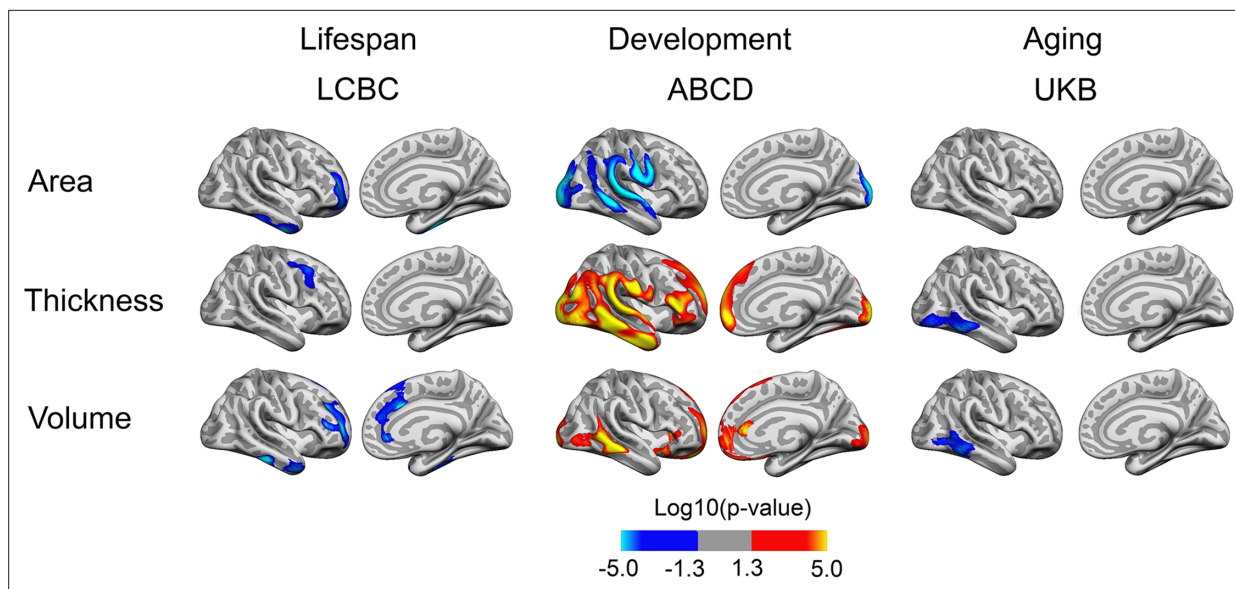 Lifespan Development Aging
LCBC ABCD UKB
Area
Thickness
Volume
Log10(p-value)
-5.0 -1.3 1.3 5.0